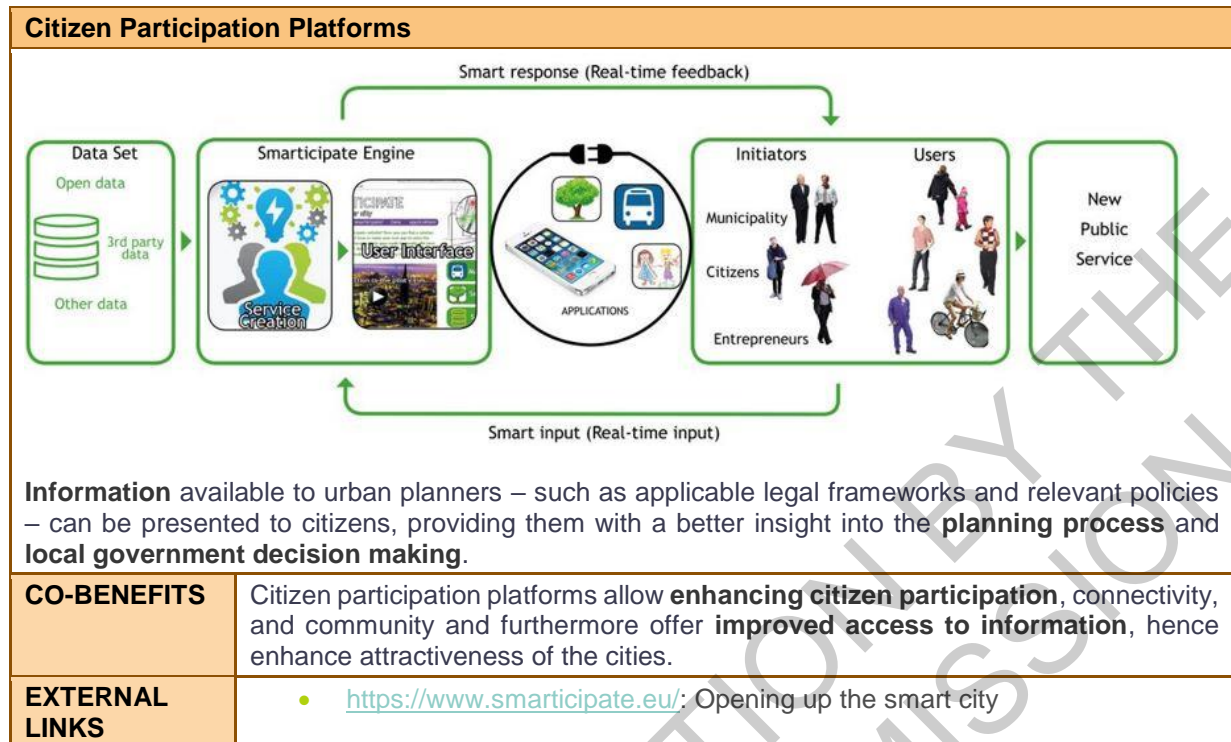 Citizen Participation Platforms
Smart response (Real-time feedback)
Data Set
Open data
3rd party
data
Other data
Smarticipate Engine
Service
Creation
TICIPATE
User Interface
APPLICATIONS
Initiators
Municipality
Citizens
Entrepreneurs
Users
New
Public
Service
Smart input (Real-time input)
Information available to urban planners – such as applicable legal frameworks and relevant policies
– can be presented to citizens, providing them with a better insight into the planning process and
local government decision making.
CO-BENEFITS
Citizen participation platforms allow enhancing citizen participation, connectivity,
and community and furthermore offer improved access to information, hence
enhance attractiveness of the cities.
EXTERNAL
LINKS
• https://www.smarticipate.eu/: Opening up the smart city
TION BY THE
MISSION